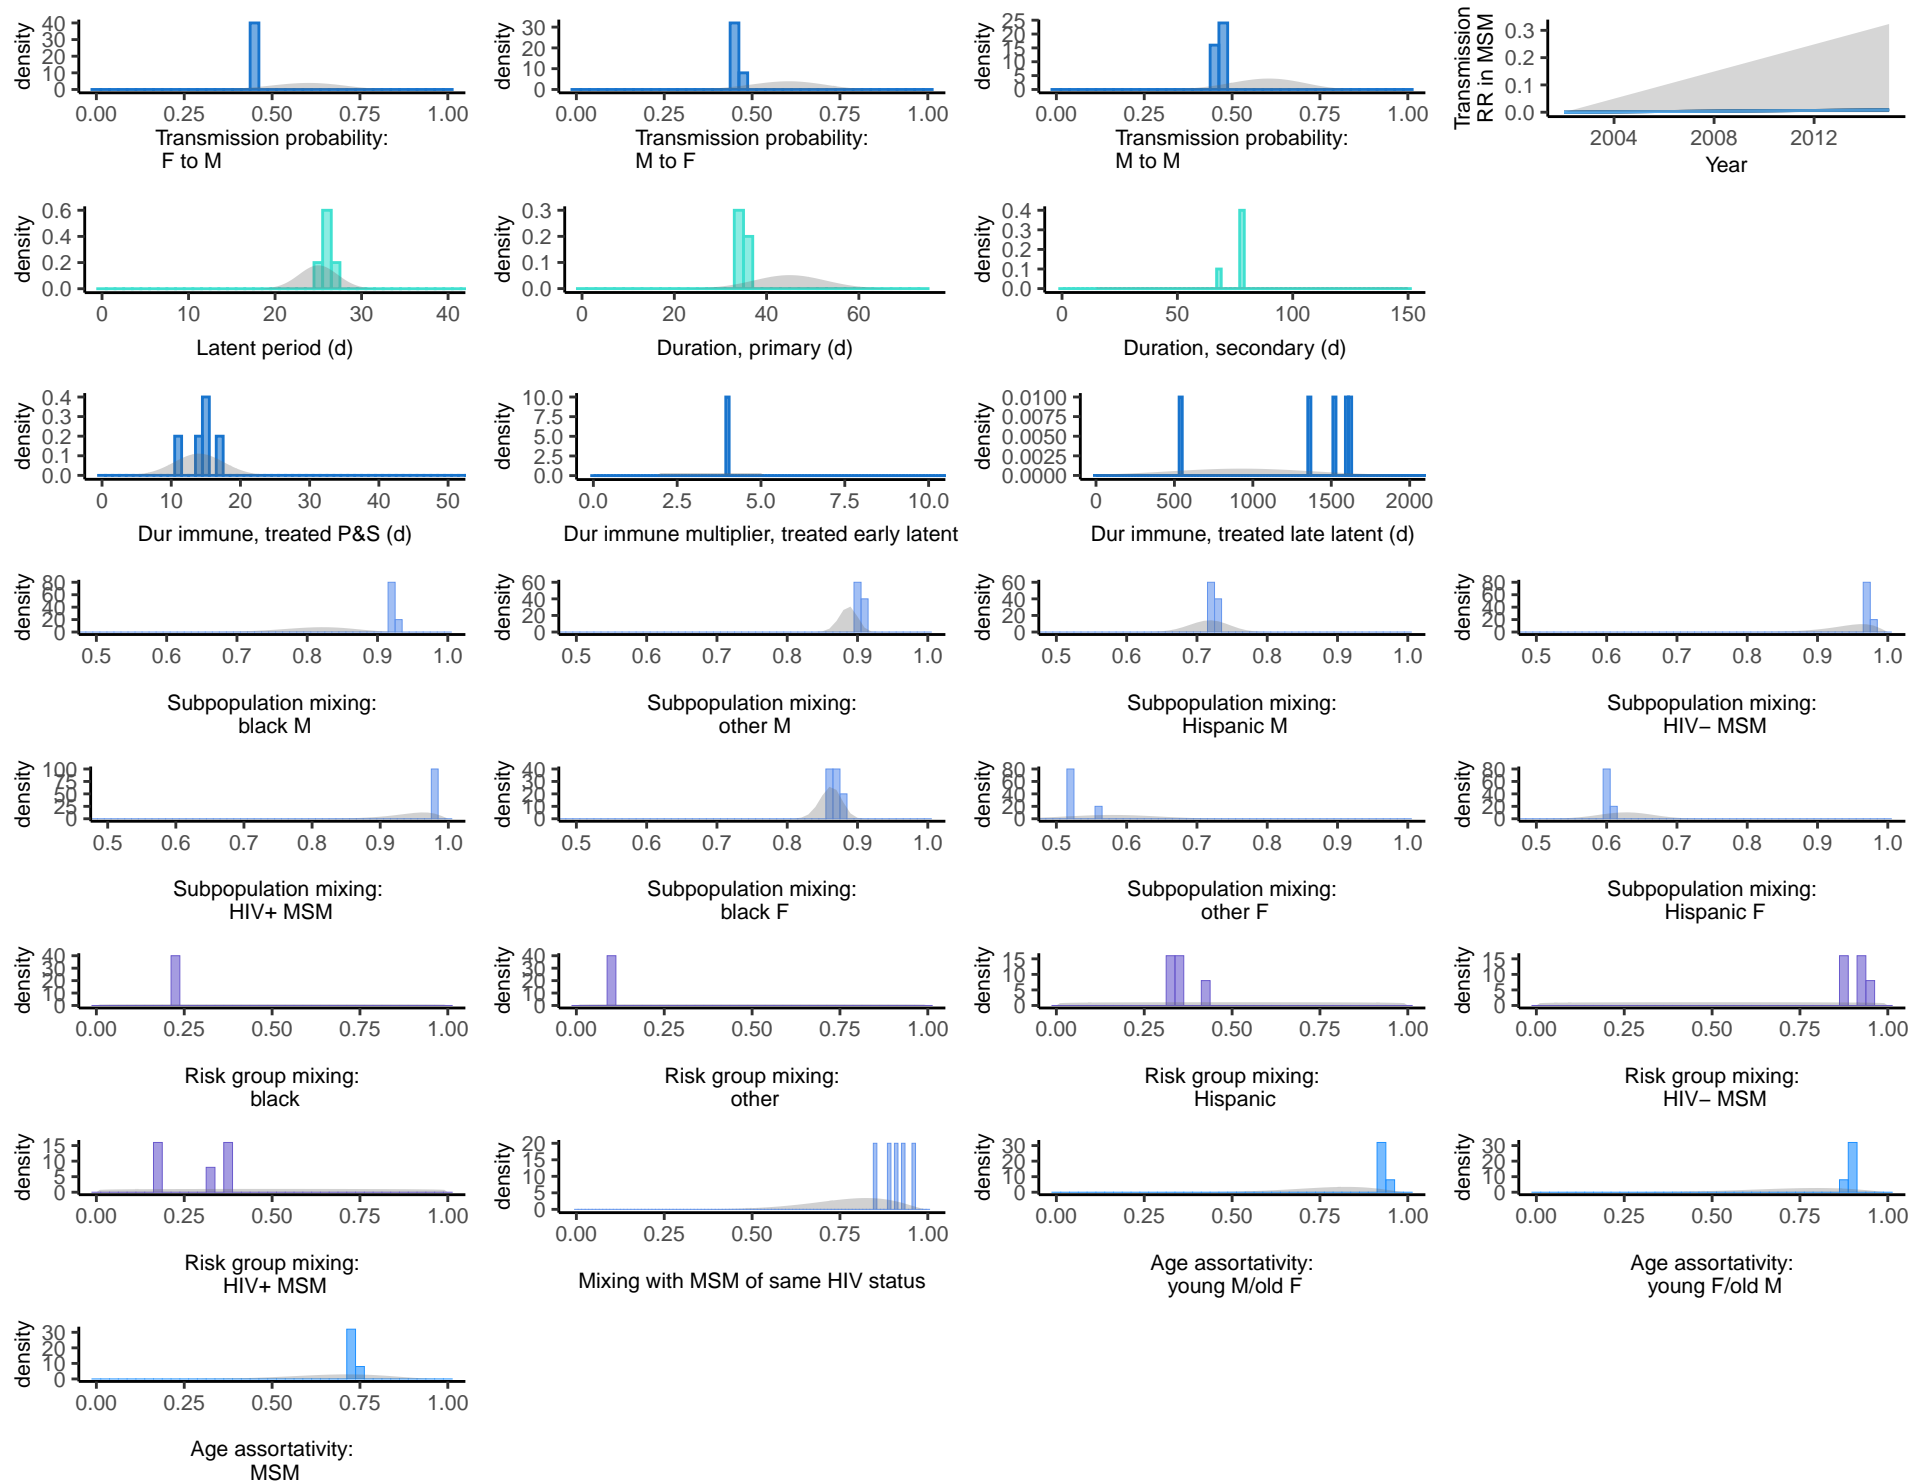 density
40
30
20
10
0
0.00 0.25 0.50 0.75 1.00
Transmission probability:
F to M
density
30
20
10
0
0.00 0.25 0.50 0.75 1.00
Transmission probability:
M to F
density
25
20
15
10
5
0
0.00 0.25 0.50 0.75 1.00
Transmission probability:
M to M
Transmission
RR in MSM
0.3
0.2
0.1
0.0
2004 2008 2012
Year
density
0.6
0.4
0.2
0.0
0 10 20 30 40
Latent period (d)
density
0.3
0.2
0.1
0.0
0 20 40 60
Duration, primary (d)
density
0.4
0.3
0.2
0.1
0.0
0 50 100 150
Duration, secondary (d)
density
0.4
0.3
0.2
0.1
0.0
0 10 20 30 40 50
Dur immune, treated P&S (d)
density
10.0
7.5
5.0
2.5
0.0
0.0 2.5 5.0 7.5 10.0
Dur immune multiplier, treated early latent
density
0.0100
0.0075
0.0050
0.0025
0.0000
0 500 1000 1500 2000
Dur immune, treated late latent (d)
density
80
60
40
20
0
0.5 0.6 0.7 0.8 0.9 1.0
Subpopulation mixing:
black M
density
60
40
20
0
0.5 0.6 0.7 0.8 0.9 1.0
Subpopulation mixing:
other M
density
60
40
20
0
0.5 0.6 0.7 0.8 0.9 1.0
Subpopulation mixing:
Hispanic M
density
80
60
40
20
0
0.5 0.6 0.7 0.8 0.9 1.0
Subpopulation mixing:
HIV− MSM
density
100
75
50
25
0
0.5 0.6 0.7 0.8 0.9 1.0
Subpopulation mixing:
HIV+ MSM
density
40
30
20
10
0
0.5 0.6 0.7 0.8 0.9 1.0
Subpopulation mixing:
black F
density
80
60
40
20
0
0.5 0.6 0.7 0.8 0.9 1.0
Subpopulation mixing:
other F
density
80
60
40
20
0
0.5 0.6 0.7 0.8 0.9 1.0
Subpopulation mixing:
Hispanic F
density
40
30
20
10
0
0.00 0.25 0.50 0.75 1.00
Risk group mixing:
black
density
40
30
20
10
0
0.00 0.25 0.50 0.75 1.00
Risk group mixing:
other
density
15
10
5
0
0.00 0.25 0.50 0.75 1.00
Risk group mixing:
Hispanic
density
15
10
5
0
0.00 0.25 0.50 0.75 1.00
Risk group mixing:
HIV− MSM
density
15
10
5
0
0.00 0.25 0.50 0.75 1.00
Risk group mixing:
HIV+ MSM
density
20
15
10
5
0
0.00 0.25 0.50 0.75 1.00
Mixing with MSM of same HIV status
density
30
20
10
0
0.00 0.25 0.50 0.75 1.00
Age assortativity:
young M/old F
density
30
20
10
0
0.00 0.25 0.50 0.75 1.00
Age assortativity:
young F/old M
density
30
20
10
0
0.00 0.25 0.50 0.75 1.00
Age assortativity:
MSM